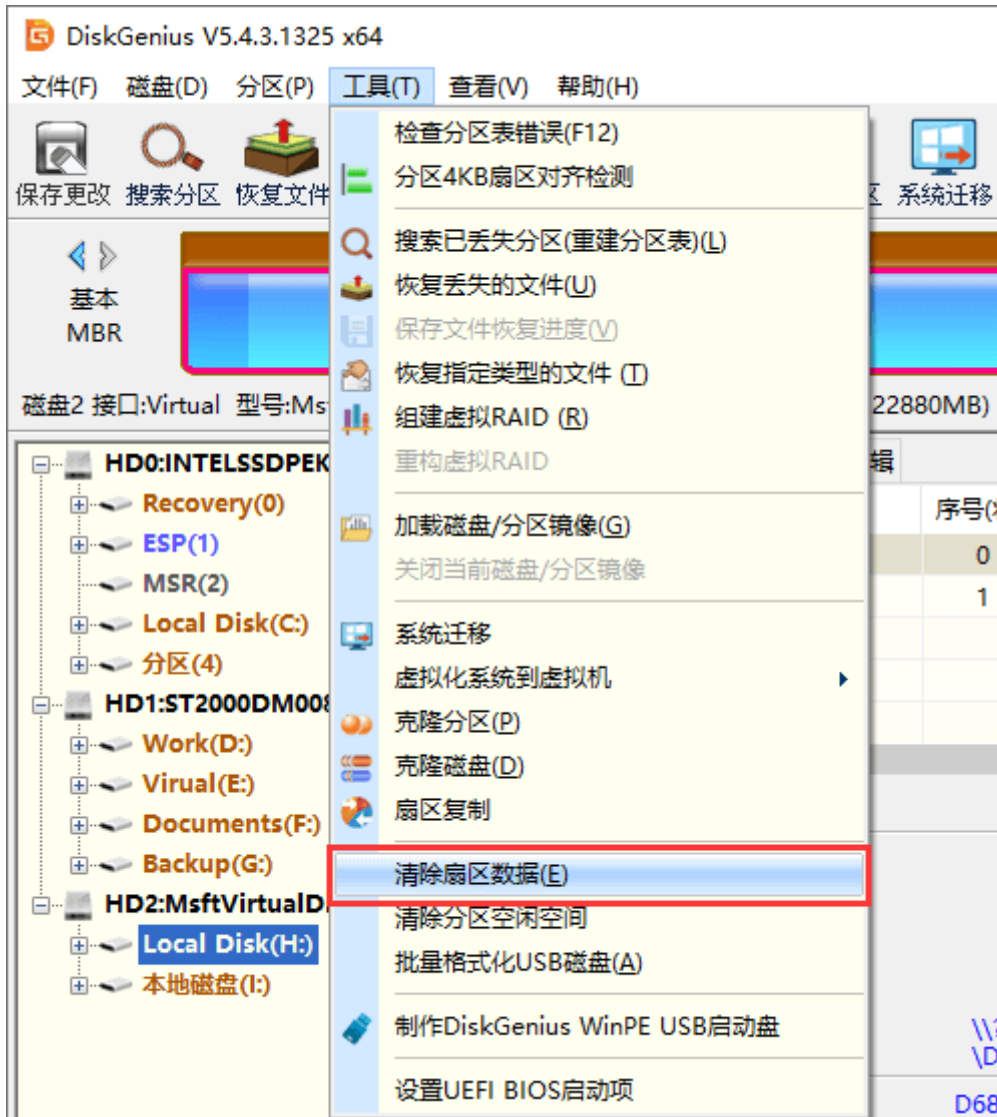 DiskGenius V5.4.3.1325 x64
文件(F) 磁盘(D) 分区(P) 工具(T) 查看(V) 帮助(H)
保存更改 搜索分区 恢复文件 区 系统迁移
基本
MBR
磁盘2 接口:Virtual 型号:Ms 22880MB)
检查分区表错误(F12)
分区4KB扇区对齐检测
搜索已丢失分区(重建分区表)(L)
恢复丢失的文件(U)
保存文件恢复进度(V)
恢复指定类型的文件 (T)
组建虚拟RAID (R)
重构虚拟RAID
加载磁盘/分区镜像(G)
关闭当前磁盘/分区镜像
系统迁移
虚拟化系统到虚拟机
克隆分区(P)
克隆磁盘(D)
扇区复制
清除扇区数据(E)
清除分区空闲空间
批量格式化USB磁盘(A)
制作DiskGenius WinPE USB启动盘
设置UEFI BIOS启动项
HD0:INTELSSDPEK
Recovery(0)
ESP(1)
MSR(2)
Local Disk(C:)
分区(4)
HD1:ST2000DM008
Work(D:)
Virual(E:)
Documents(F:)
Backup(G:)
HD2:MsftVirtualD
Local Disk(H:)
本地磁盘(I:)
辑
序号(
0
1
\\?
\D
D68